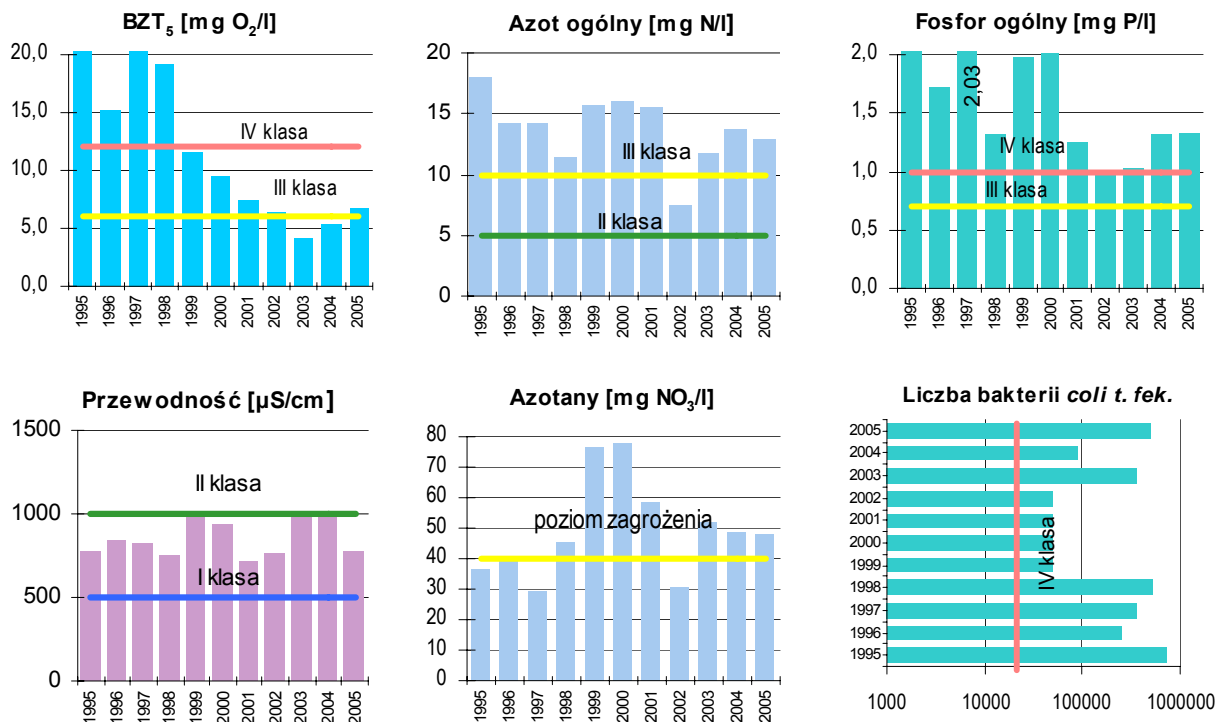 BZT5 [mg O2/l]
20,0
15,0
10,0
5,0
0,0
IV klasa
III klasa
1995 1996 1997 1998 1999 2000 2001 2002 2003 2004 2005
Azot ogólny [mg N/l]
20
15
10
5
0
III klasa
II klasa
1995 1996 1997 1998 1999 2000 2001 2002 2003 2004 2005
Fosfor ogólny [mg P/l]
2,0
1,5
1,0
0,5
0,0
2,03
IV klasa
III klasa
1995 1996 1997 1998 1999 2000 2001 2002 2003 2004 2005
Przewodność [µS/cm]
1500
1000
500
0
II klasa
I klasa
1995 1996 1997 1998 1999 2000 2001 2002 2003 2004 2005
Azotany [mg NO3/l]
80
70
60
50
40
30
20
10
0
poziom zagrożenia
1995 1996 1997 1998 1999 2000 2001 2002 2003 2004 2005
Liczba bakterii coli t. fek.
2005
2004
2003
2002
2001
2000
1999
1998
1997
1996
1995
IV klasa
1000 10000 100000 1000000